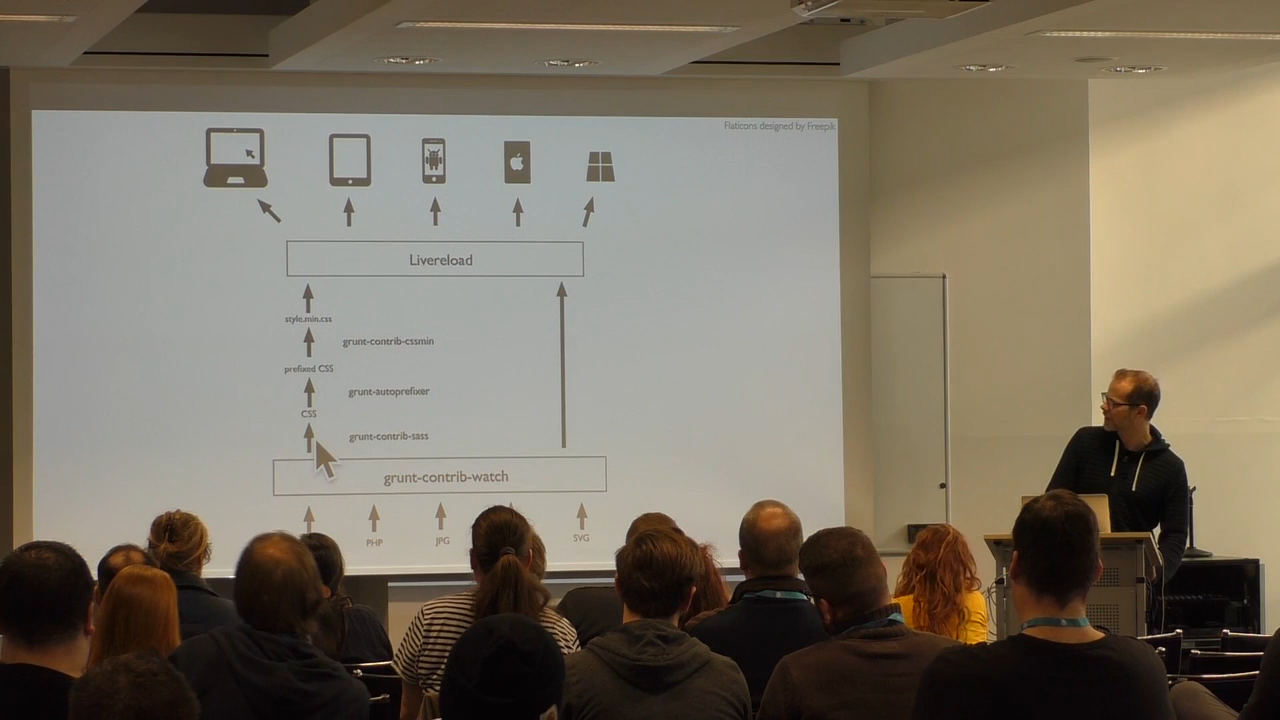 Flaticons designed by Freepik
Livereload
style.min.css
grunt-contrib-cssmin
prefixed CSS
grunt-autoprefixer
CSS
grunt-contrib-sass
grunt-contrib-watch
PHP
JPG
SVG